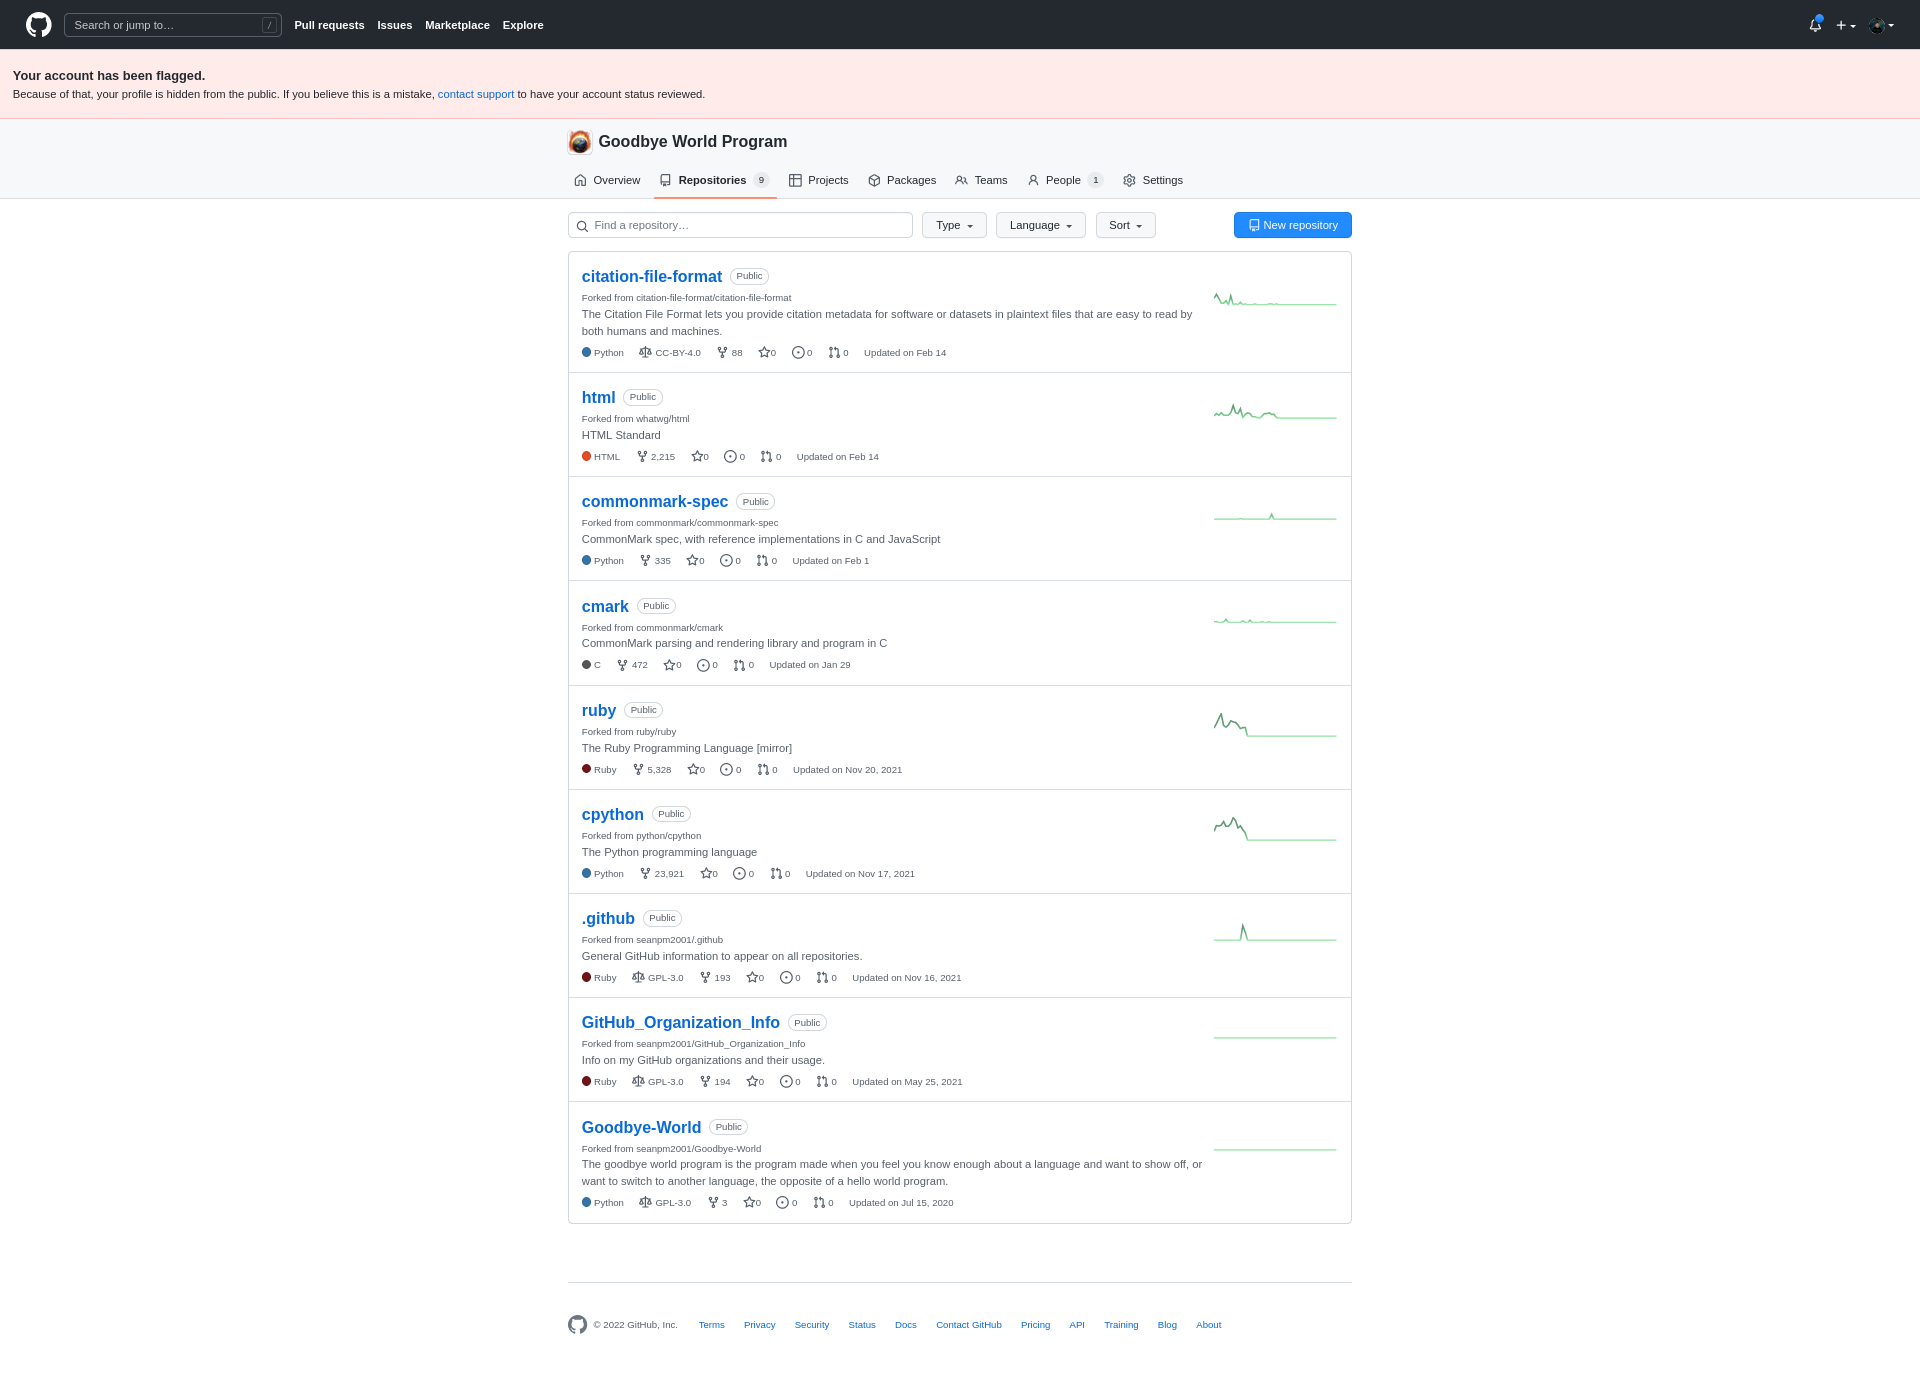 Search or jump to…
/
Pull requests Issues Marketplace Explore
Your account has been flagged.
Because of that, your profile is hidden from the public. If you believe this is a mistake, contact support to have your account status reviewed.
Goodbye World Program
Overview Repositories 9 Projects Packages Teams People 1 Settings
Find a repository… Type Language Sort New repository
citation-file-format Public
Forked from citation-file-format/citation-file-format
The Citation File Format lets you provide citation metadata for software or datasets in plaintext files that are easy to read by
both humans and machines.
Python CC-BY-4.0 88 0 0 0 Updated on Feb 14
html Public
Forked from whatwg/html
HTML Standard
HTML 2,215 0 0 0 Updated on Feb 14
commonmark-spec Public
Forked from commonmark/commonmark-spec
CommonMark spec, with reference implementations in C and JavaScript
Python 335 0 0 0 Updated on Feb 1
cmark Public
Forked from commonmark/cmark
CommonMark parsing and rendering library and program in C
C 472 0 0 0 Updated on Jan 29
ruby Public
Forked from ruby/ruby
The Ruby Programming Language [mirror]
Ruby 5,328 0 0 0 Updated on Nov 20, 2021
cpython Public
Forked from python/cpython
The Python programming language
Python 23,921 0 0 0 Updated on Nov 17, 2021
.github Public
Forked from seanpm2001/.github
General GitHub information to appear on all repositories.
Ruby GPL-3.0 193 0 0 0 Updated on Nov 16, 2021
GitHub_Organization_Info Public
Forked from seanpm2001/GitHub_Organization_Info
Info on my GitHub organizations and their usage.
Ruby GPL-3.0 194 0 0 0 Updated on May 25, 2021
Goodbye-World Public
Forked from seanpm2001/Goodbye-World
The goodbye world program is the program made when you feel you know enough about a language and want to show off, or
want to switch to another language, the opposite of a hello world program.
Python GPL-3.0 3 0 0 0 Updated on Jul 15, 2020
© 2022 GitHub, Inc. Terms Privacy Security Status Docs Contact GitHub Pricing API Training Blog About